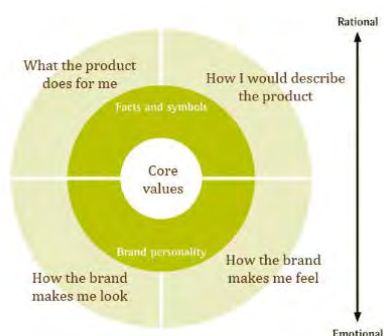 Rational
What the product
does for me
How I would describe
the product
Facts and symbols
Core
values
Brand personality
How the brand
makes me look
How the brand
makes me feel
Emotional